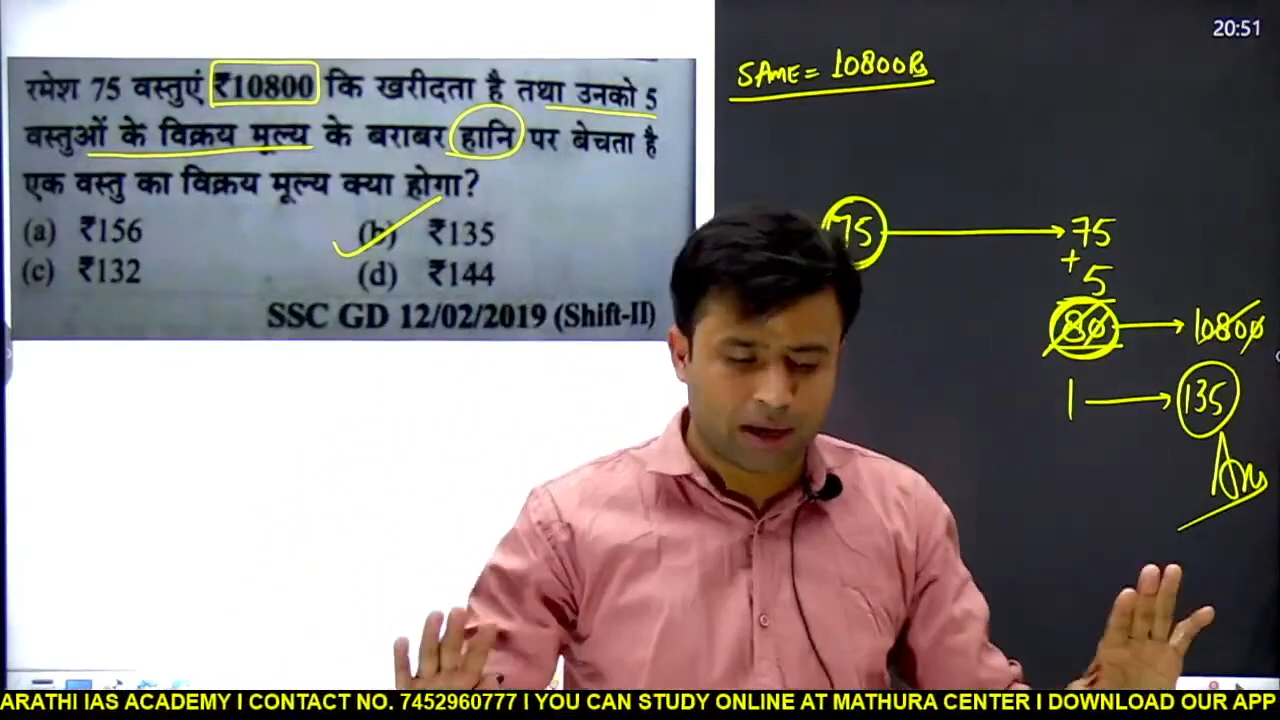 20:51
SAME = 10800Rs
रमेश 75 वस्तुएं ₹10800 कि खरीदता है तथा उनको 5
वस्तुओं के विक्रय मूल्य के बराबर हानि पर बेचता है
एक वस्तु का विक्रय मूल्य क्या होगा?
(a) ₹156 (b) ₹135
(c) ₹132 (d) ₹144
SSC GD 12/02/2019 (Shift-II)
75 → 75
+ 5
80 → 10800
1 → 135
Ans
ARATHI IAS ACADEMY I CONTACT NO. 7452960777 I YOU CAN STUDY ONLINE AT MATHURA CENTER I DOWNLOAD OUR APP